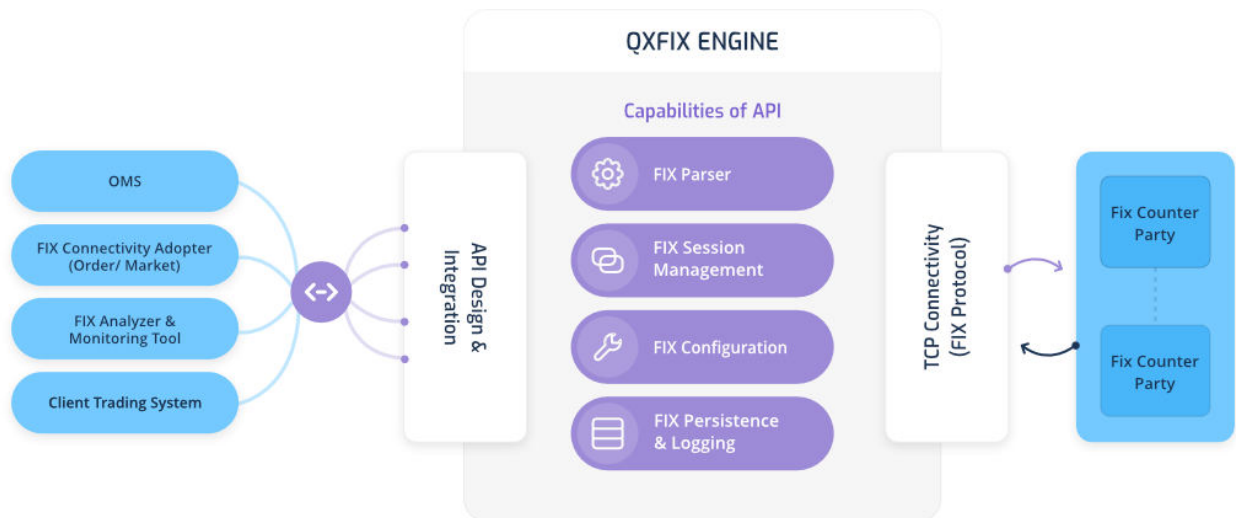 QXFIX ENGINE
Capabilities of API
OMS
FIX Connectivity Adopter
(Order/ Market)
FIX Analyzer &
Monitoring Tool
Client Trading System
API Design &
Integration
FIX Parser
FIX Session
Management
FIX Configuration
FIX Persistence
& Logging
TCP Connectivity
(FIX Protocol)
Fix Counter
Party
Fix Counter
Party